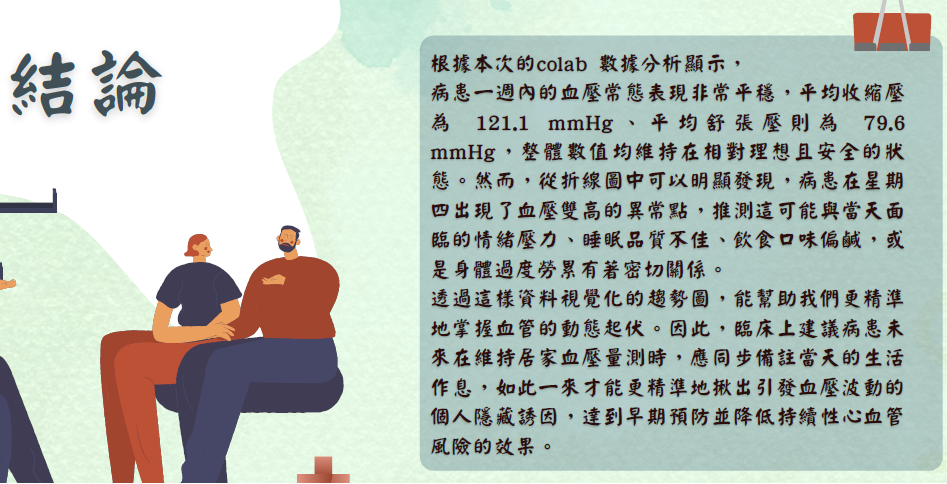 結論
根據本次的colab 數據分析顯示，
病患一週內的血壓常態表現非常平穩，平均收縮壓
為 121.1 mmHg、平均舒張壓則為 79.6
mmHg，整體數值均維持在相對理想且安全的狀
態。然而，從折線圖中可以明顯發現，病患在星期
四出現了血壓雙高的異常點，推測這可能與當天面
臨的情緒壓力、睡眠品質不佳、飲食口味偏鹹，或
是身體過度勞累有著密切關係。
透過這樣資料視覺化的趨勢圖，能幫助我們更精準
地掌握血管的動態起伏。因此，臨床上建議病患未
來在維持居家血壓量測時，應同步備註當天的生活
作息，如此一來才能更精準地揪出引發血壓波動的
個人隱藏誘因，達到早期預防並降低持續性心血管
風險的效果。